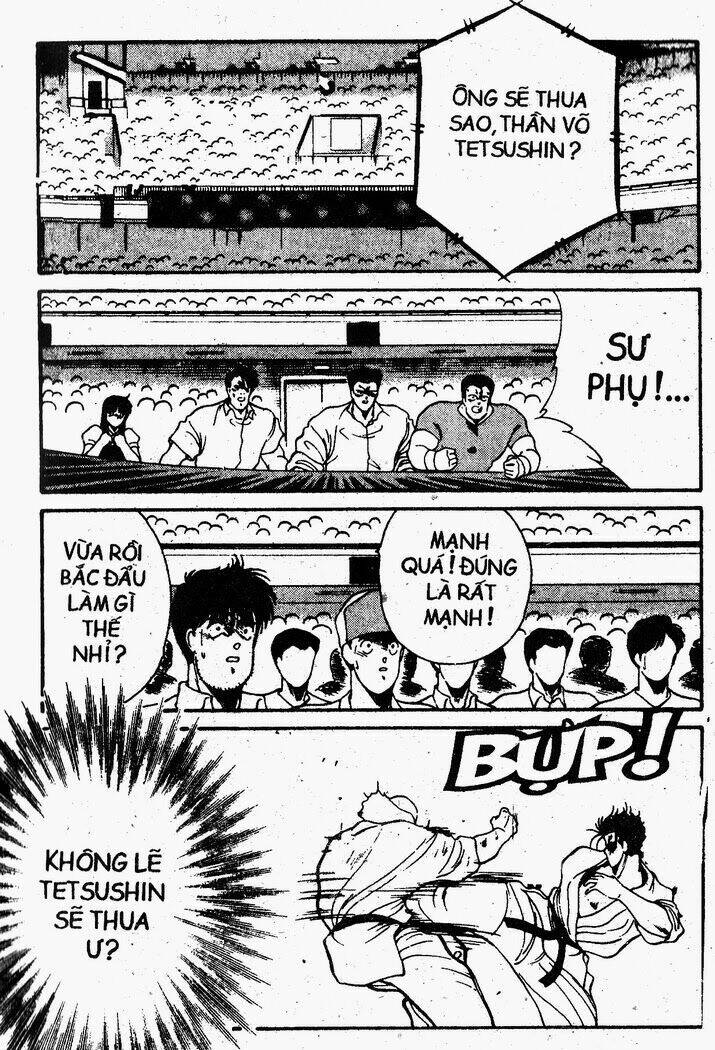 ÔNG SẼ THUA
SAO, THẦN VÕ
TETSUSHIN?
SƯ
PHỤ!...
VỪA RỒI
BẮC ĐẨU
LÀM GÌ
THẾ
NHỈ?
MẠNH
QUÁ! ĐÚNG
LÀ RẤT
MẠNH!
BỰP!
KHÔNG LẼ
TETSUSHIN
SẼ THUA
Ư?